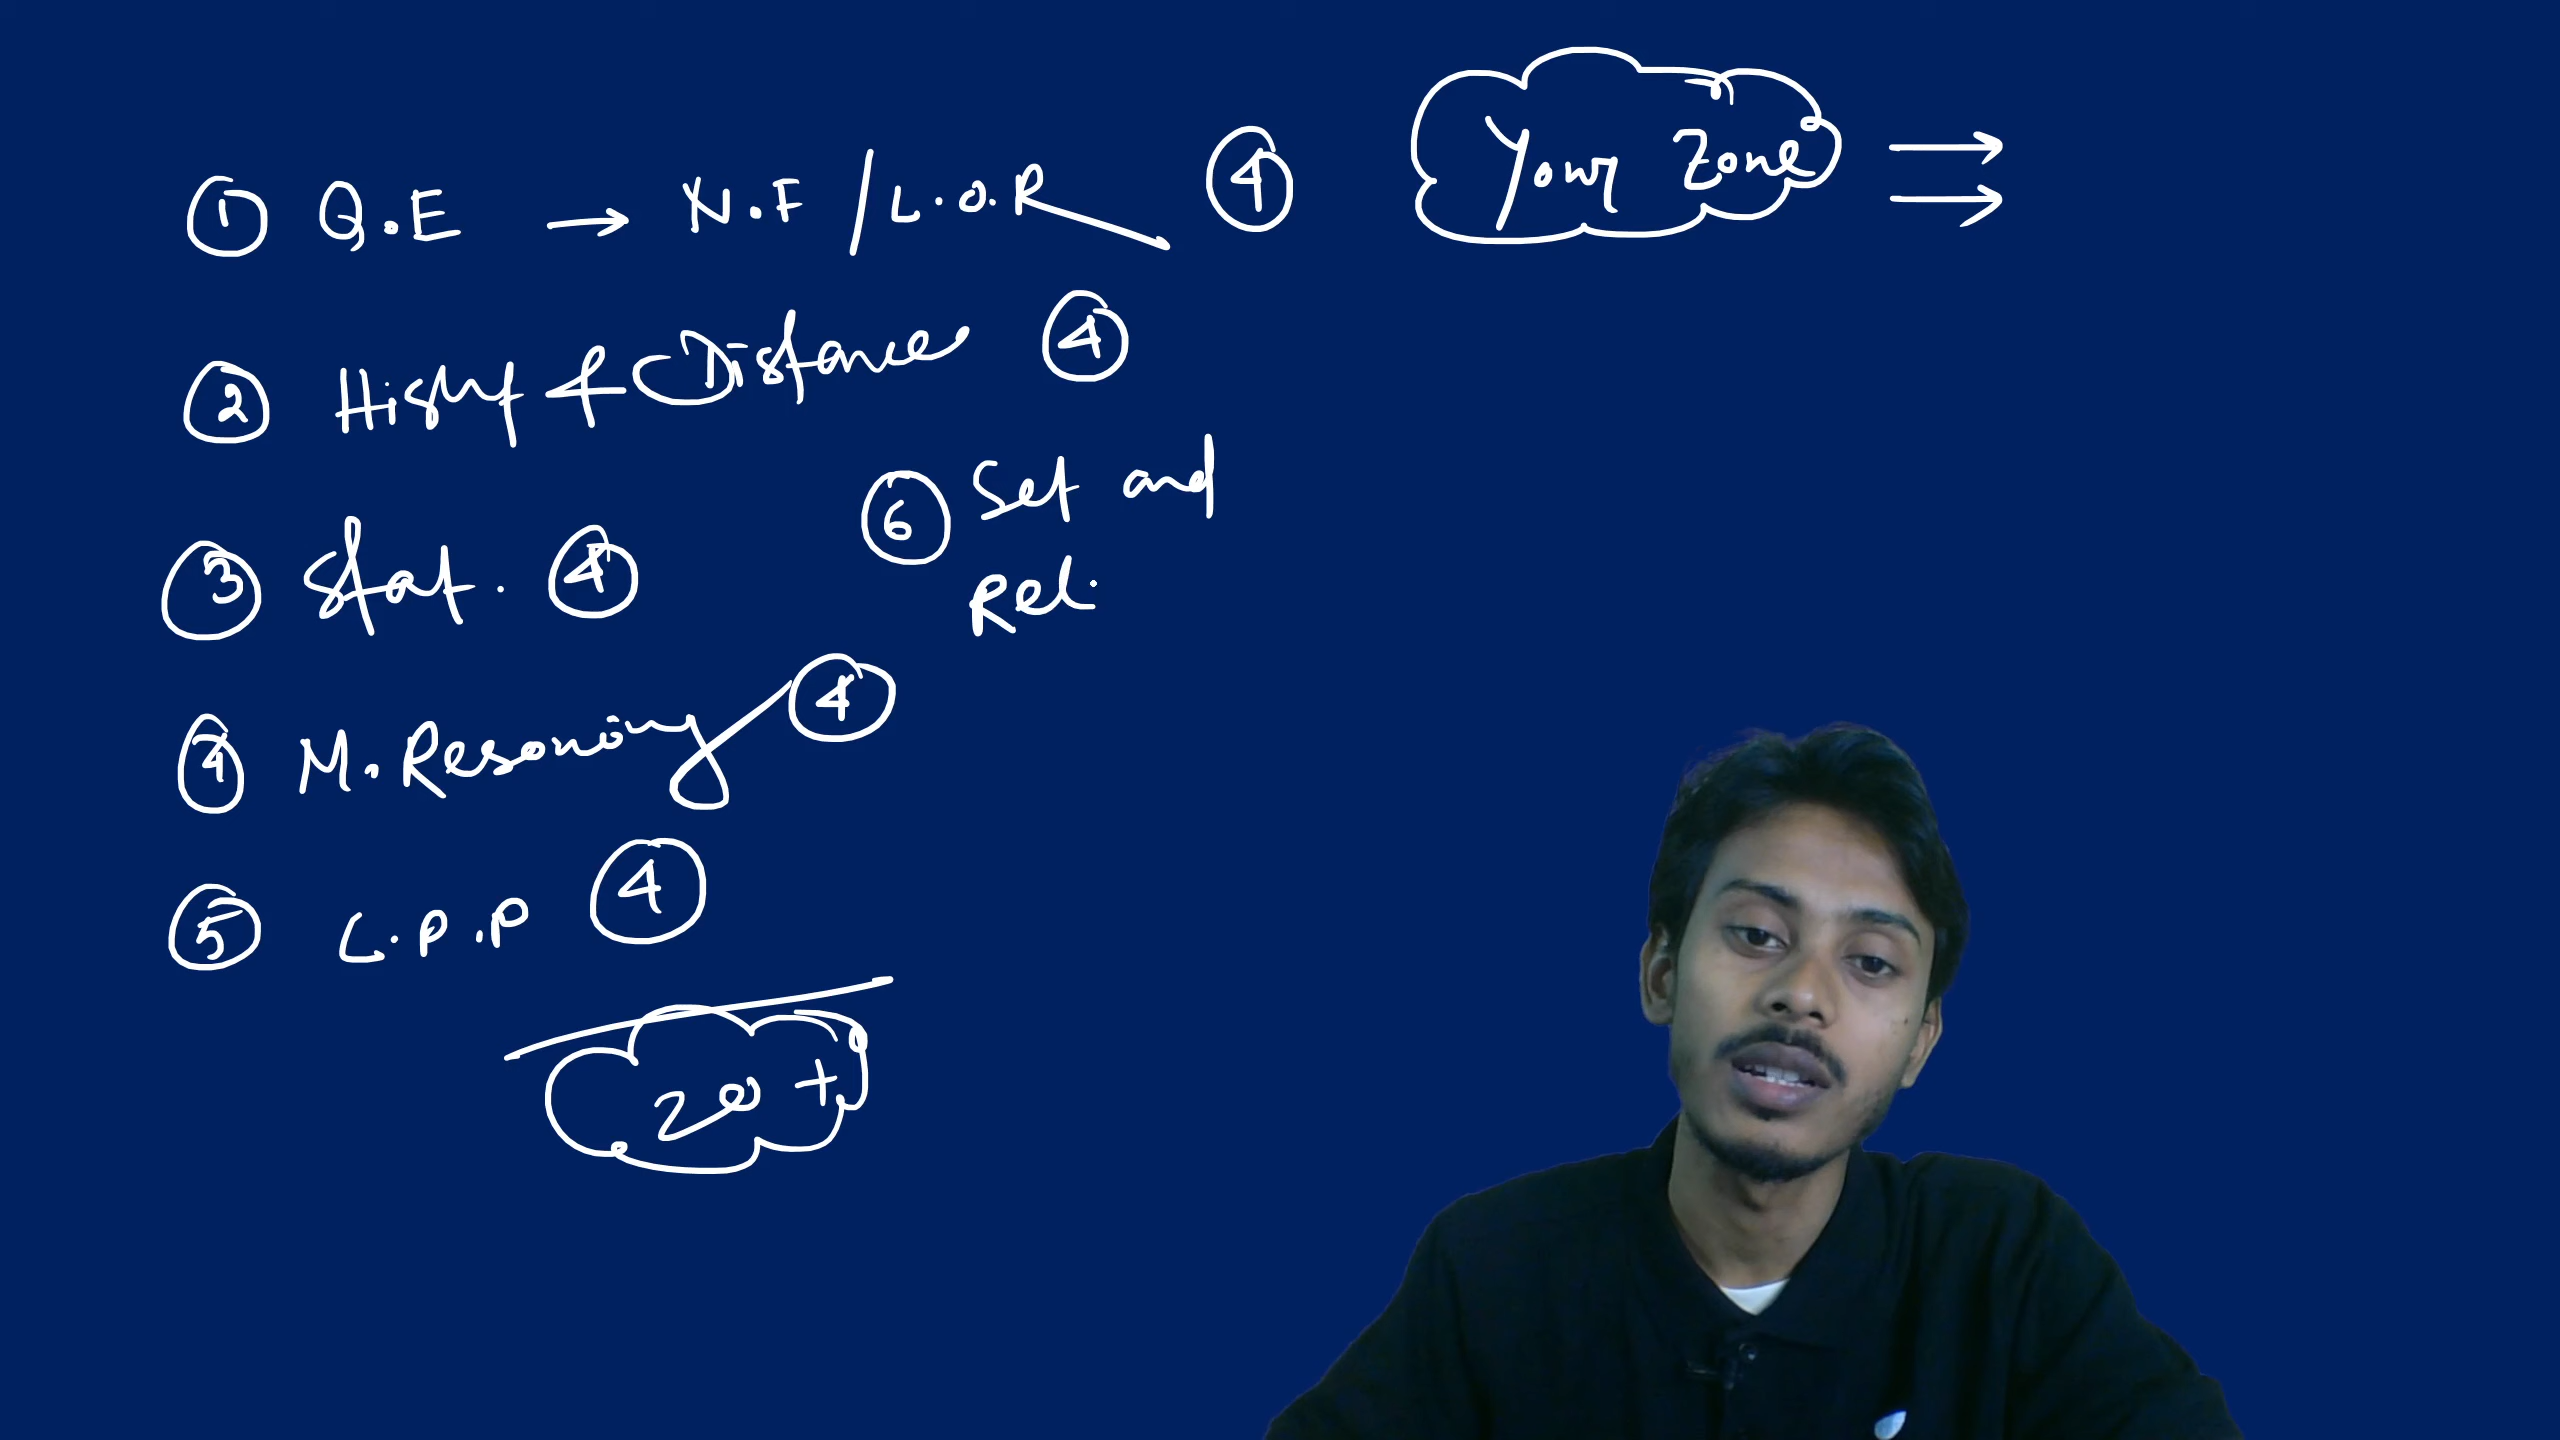 ① Q.E → N.F / L.O.R ④
Your Zone ⇒
② Hight & Distance ④
③ Stat. ④
⑥ Set and
Rel.
④ M. Resoning ④
⑤ L.P.P ④
20+